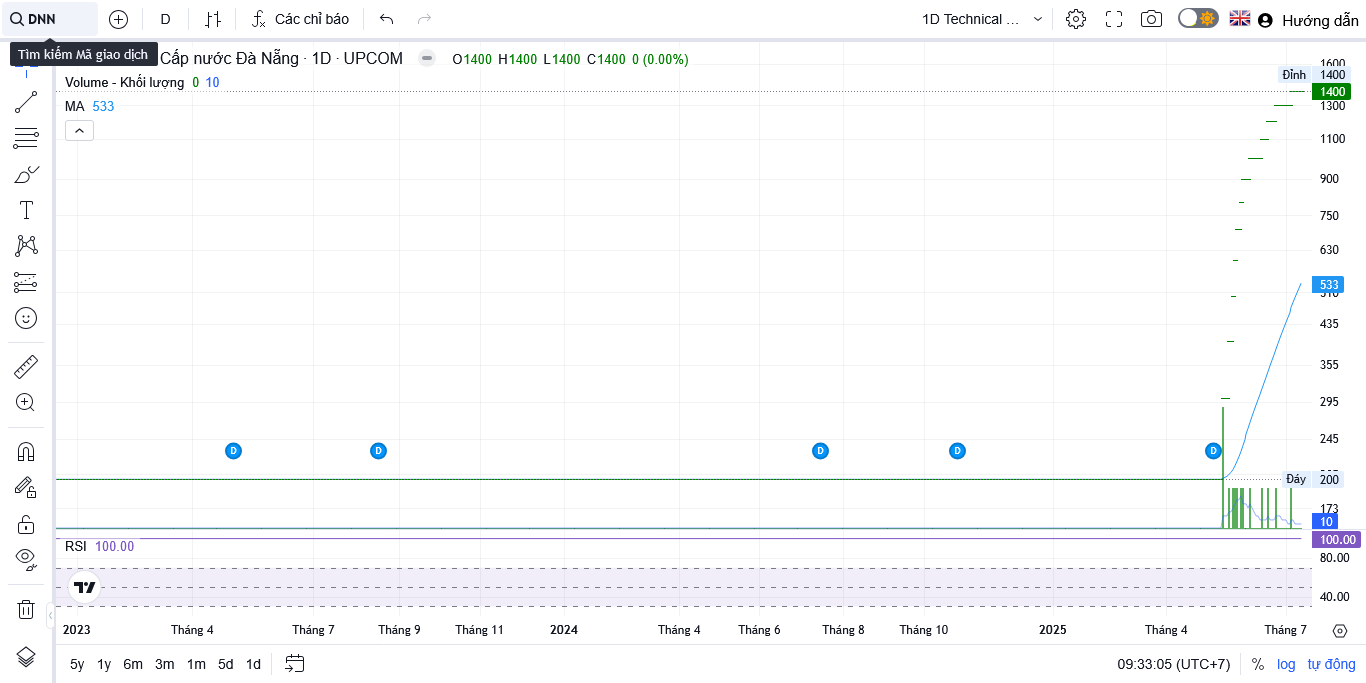 DNN D Các chỉ báo 1D Technical ... Hướng dẫn
Tìm kiếm Mã giao dịch
Cấp nước Đà Nẵng · 1D · UPCOM O1400 H1400 L1400 C1400 0 (0.00%)
Volume - Khối lượng 0 10
MA 533
1600
Đỉnh 1400
1400
1300
1100
900
750
630
533
435
355
295
245
D D D D D
Đáy 200
173
10
RSI 100.00
100.00
80.00
40.00
2023 Tháng 4 Tháng 7 Tháng 9 Tháng 11 2024 Tháng 4 Tháng 6 Tháng 8 Tháng 10 2025 Tháng 4 Tháng 7
5y 1y 6m 3m 1m 5d 1d 09:33:05 (UTC+7) % log tự động